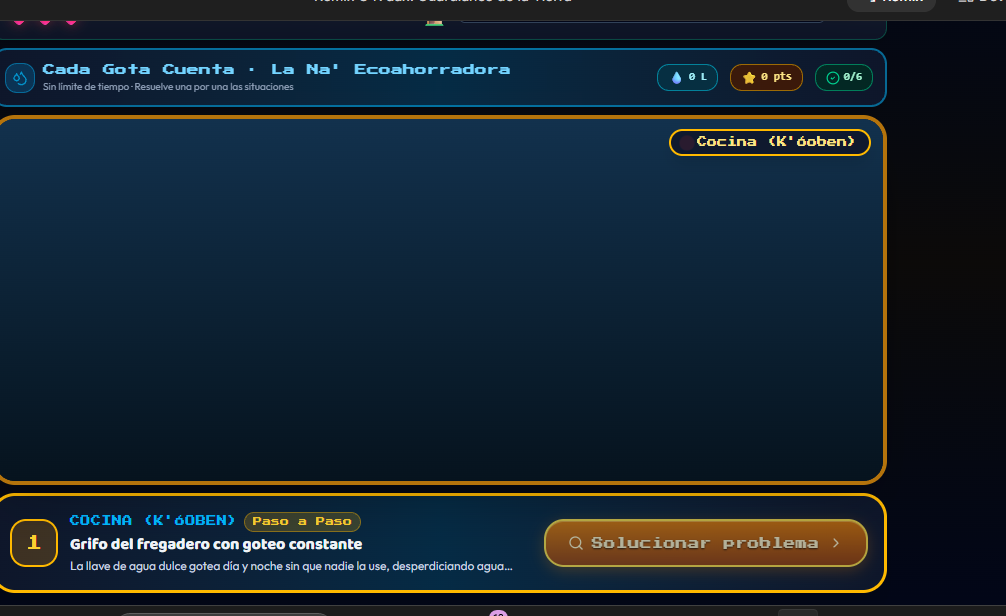 Cada Gota Cuenta · La Na' Ecoahorradora
Sin límite de tiempo · Resuelve una por una las situaciones
0 L
0 pts
0/6
Cocina (K'óoben)
1
COCINA (K'óOBEN)
Paso a Paso
Grifo del fregadero con goteo constante
La llave de agua dulce gotea día y noche sin que nadie la use, desperdiciando agua...
Solucionar problema